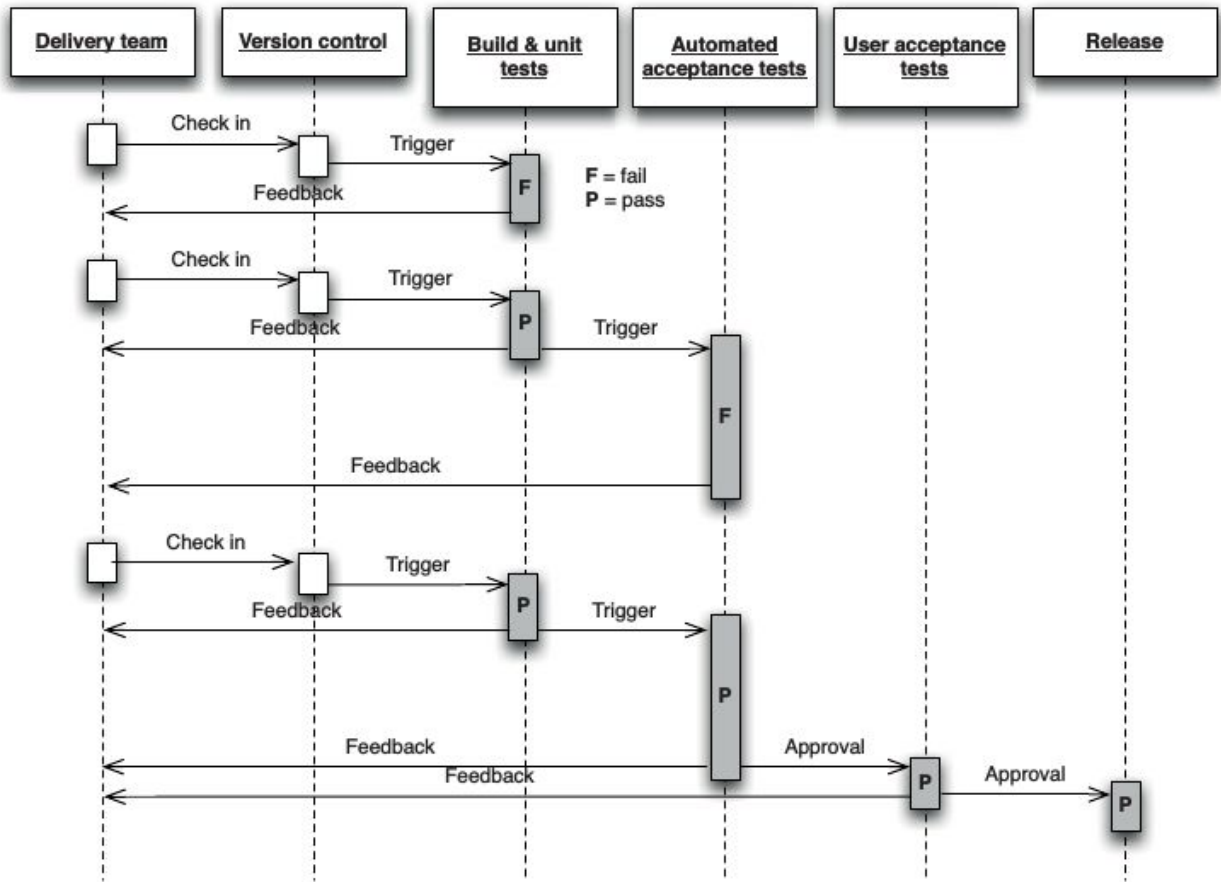 Delivery team
Version control
Build & unit
tests
Automated
acceptance tests
User acceptance
tests
Release
Check in
Trigger
F
F = fail
P = pass
Feedback
Check in
Trigger
P
Feedback
Trigger
F
Feedback
Check in
Trigger
P
Feedback
Trigger
P
Feedback
Approval
Feedback
P
Approval
P